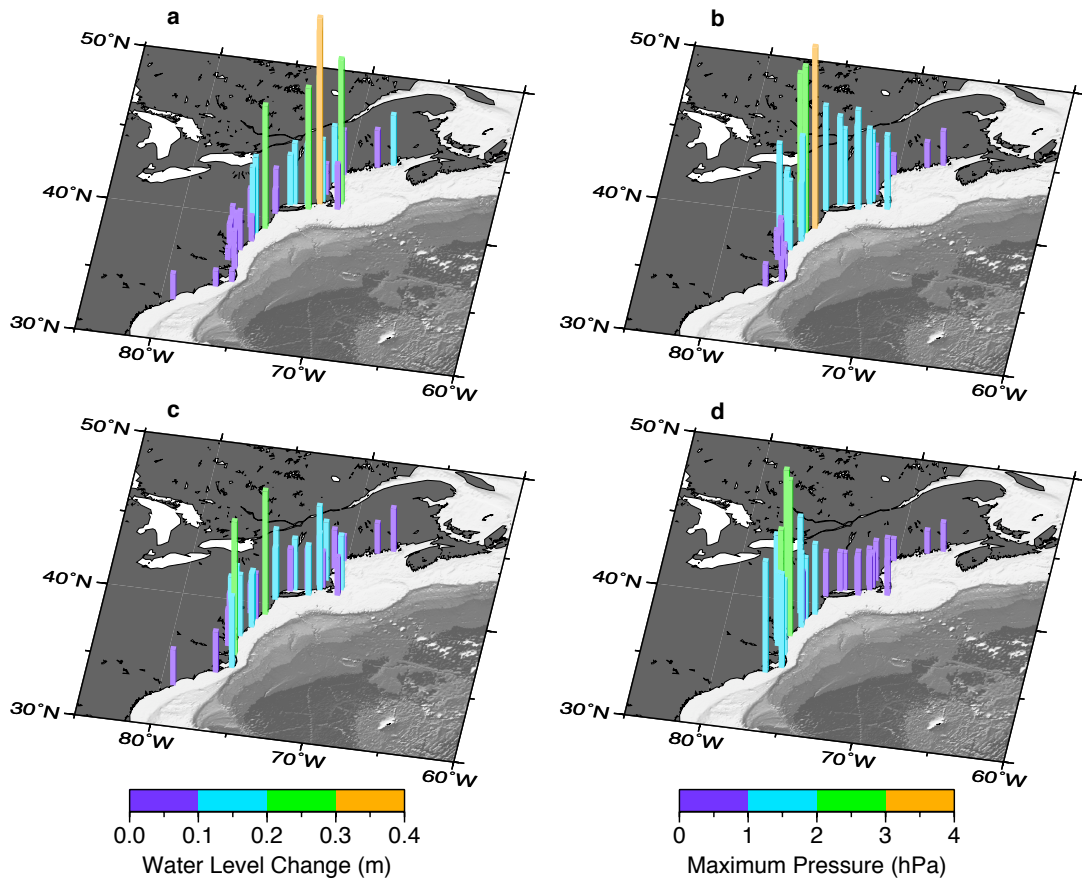 a
b
50°N
40°N
30°N
80°W
70°W
60°W
50°N
40°N
30°N
80°W
70°W
60°W
c
d
50°N
40°N
30°N
80°W
70°W
60°W
50°N
40°N
30°N
80°W
70°W
60°W
0.0 0.1 0.2 0.3 0.4
Water Level Change (m)
0 1 2 3 4
Maximum Pressure (hPa)